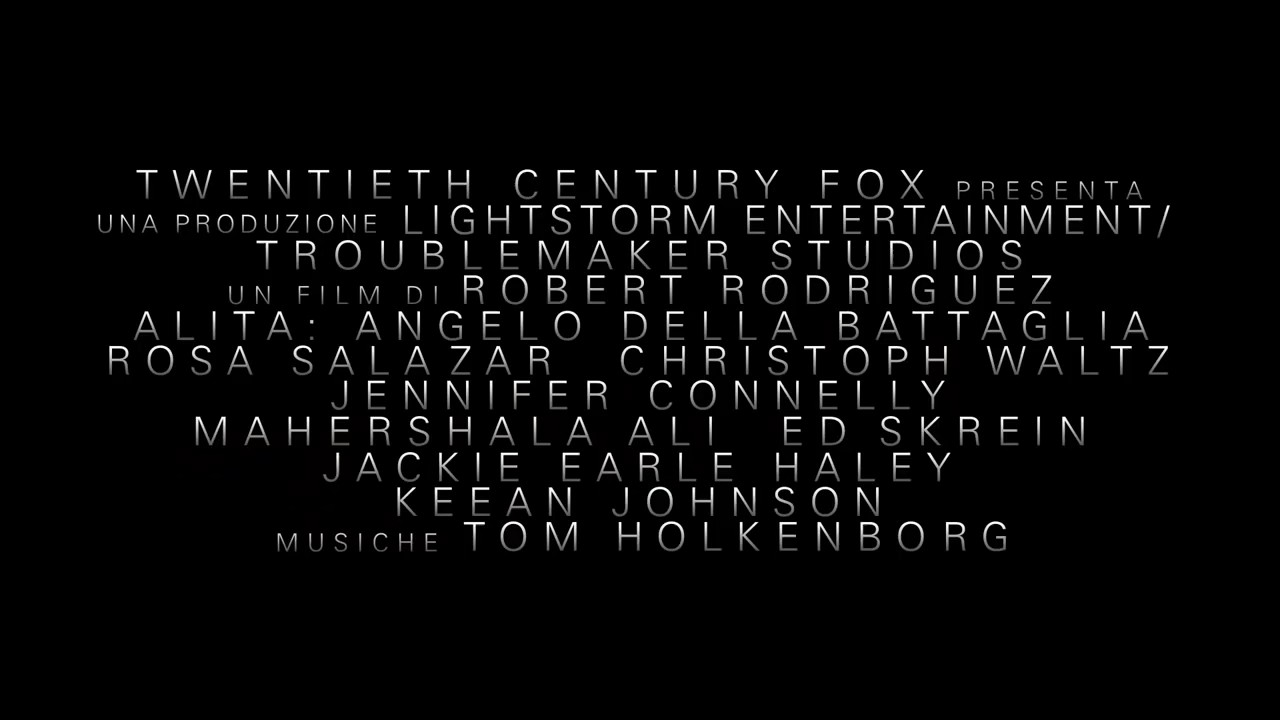 TWENTIETH CENTURY FOX PRESENTA
UNA PRODUZIONE LIGHTSTORM ENTERTAINMENT/
TROUBLEMAKER STUDIOS
UN FILM DI ROBERT RODRIGUEZ
ALITA: ANGELO DELLA BATTAGLIA
ROSA SALAZAR CHRISTOPH WALTZ
JENNIFER CONNELLY
MAHERSHALA ALI ED SKREIN
JACKIE EARLE HALEY
KEEAN JOHNSON
MUSICHE TOM HOLKENBORG